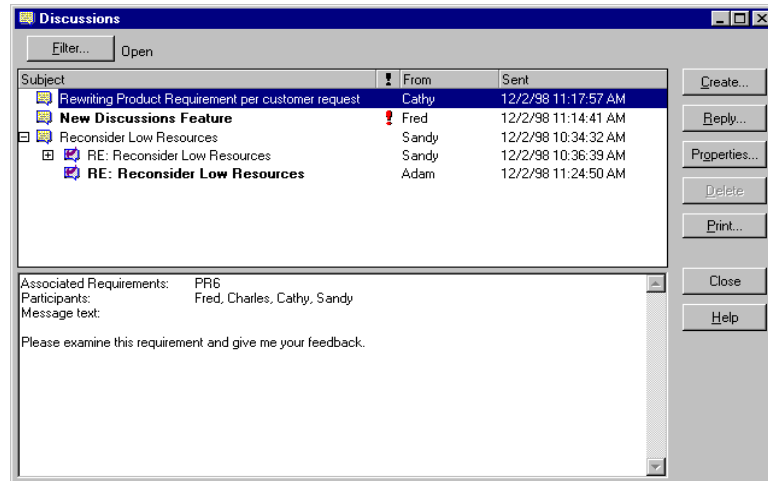 Discussions
Filter... Open
Subject ! From Sent
Rewriting Product Requirement per customer request Cathy 12/2/98 11:17:57 AM
New Discussions Feature ! Fred 12/2/98 11:14:41 AM
Reconsider Low Resources Sandy 12/2/98 10:34:32 AM
RE: Reconsider Low Resources Sandy 12/2/98 10:36:39 AM
RE: Reconsider Low Resources Adam 12/2/98 11:24:50 AM
Create...
Reply...
Properties...
Delete
Print...
Close
Help
Associated Requirements: PR6
Participants: Fred, Charles, Cathy, Sandy
Message text:
Please examine this requirement and give me your feedback.